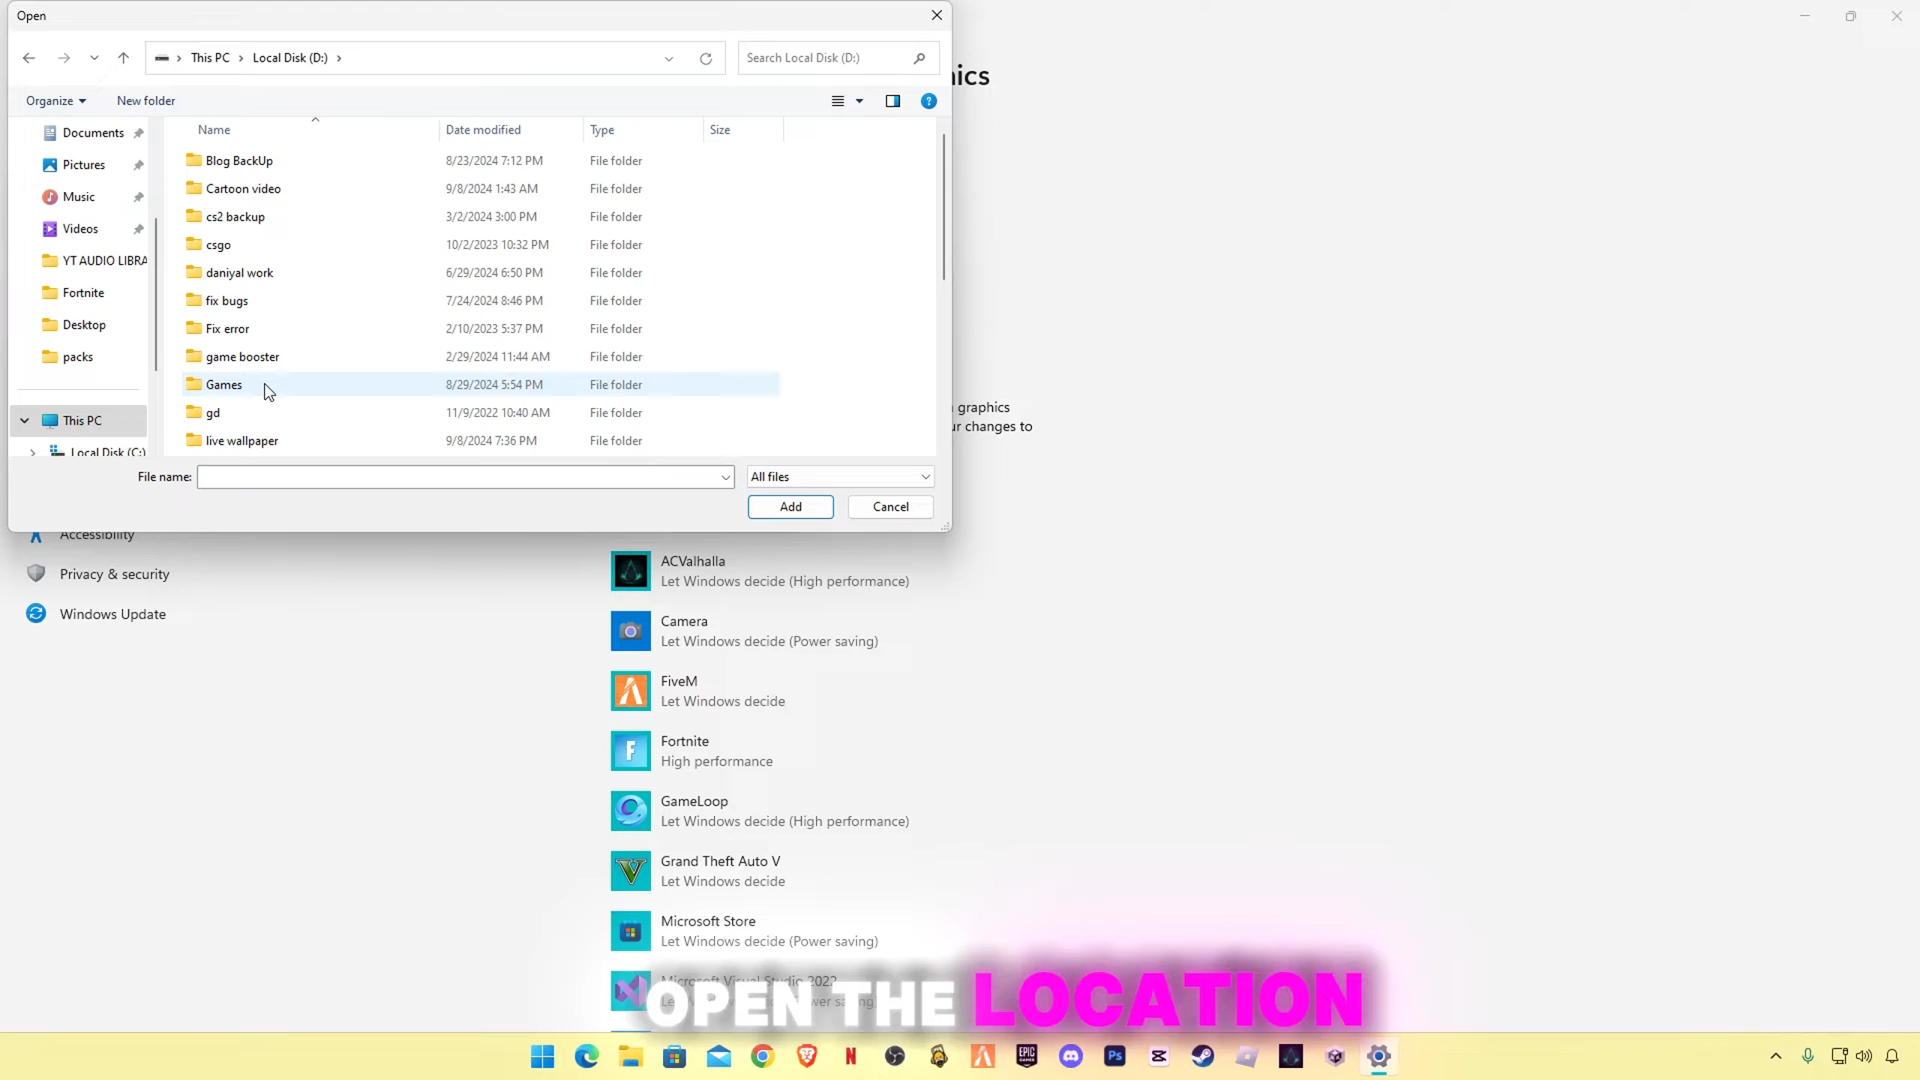 Open
This PC > Local Disk (D:) >
Search Local Disk (D:)
ics
Organize
New folder
Name
Date modified
Type
Size
Documents
Pictures
Music
Videos
YT AUDIO LIBRA
Fortnite
Desktop
packs
This PC
Local Disk (C:)
Blog BackUp 8/23/2024 7:12 PM File folder
Cartoon video 9/8/2024 1:43 AM File folder
cs2 backup 3/2/2024 3:00 PM File folder
csgo 10/2/2023 10:32 PM File folder
daniyal work 6/29/2024 6:50 PM File folder
fix bugs 7/24/2024 8:46 PM File folder
Fix error 2/10/2023 5:37 PM File folder
game booster 2/29/2024 11:44 AM File folder
Games 8/29/2024 5:54 PM File folder
gd 11/9/2022 10:40 AM File folder
live wallpaper 9/8/2024 7:36 PM File folder
File name:
All files
Add
Cancel
graphics
ur changes to
Accessibility
Privacy & security
Windows Update
ACValhalla
Let Windows decide (High performance)
Camera
Let Windows decide (Power saving)
FiveM
Let Windows decide
Fortnite
High performance
GameLoop
Let Windows decide (High performance)
Grand Theft Auto V
Let Windows decide
Microsoft Store
Let Windows decide (Power saving)
Microsoft Visual Studio 2022
OPEN THE LOCATION